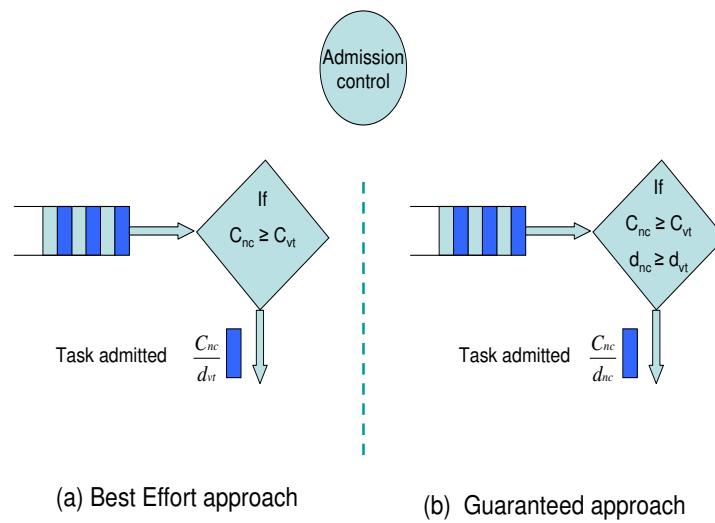 Admission
control
If
C_nc ≥ C_vt
Task admitted C_nc / d_vt
(a) Best Effort approach
If
C_nc ≥ C_vt
d_nc ≥ d_vt
Task admitted C_nc / d_nc
(b) Guaranteed approach